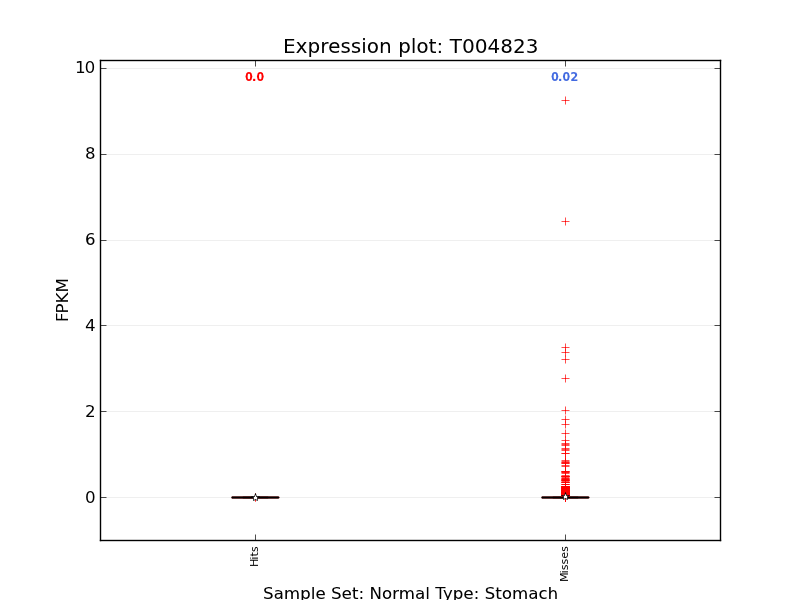 Expression plot: T004823
10
0.0
0.02
8
6
4
2
0
FPKM
Hits
Misses
Sample Set: Normal Type: Stomach